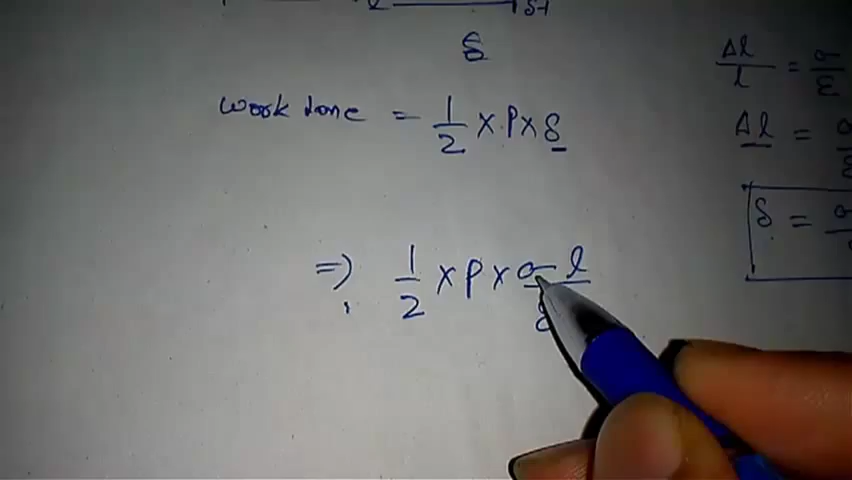 δ
work done = 1/2 × P × δ
⇒ 1/2 × P × σ l
Δl/l = σ/E
Δl =
δ =